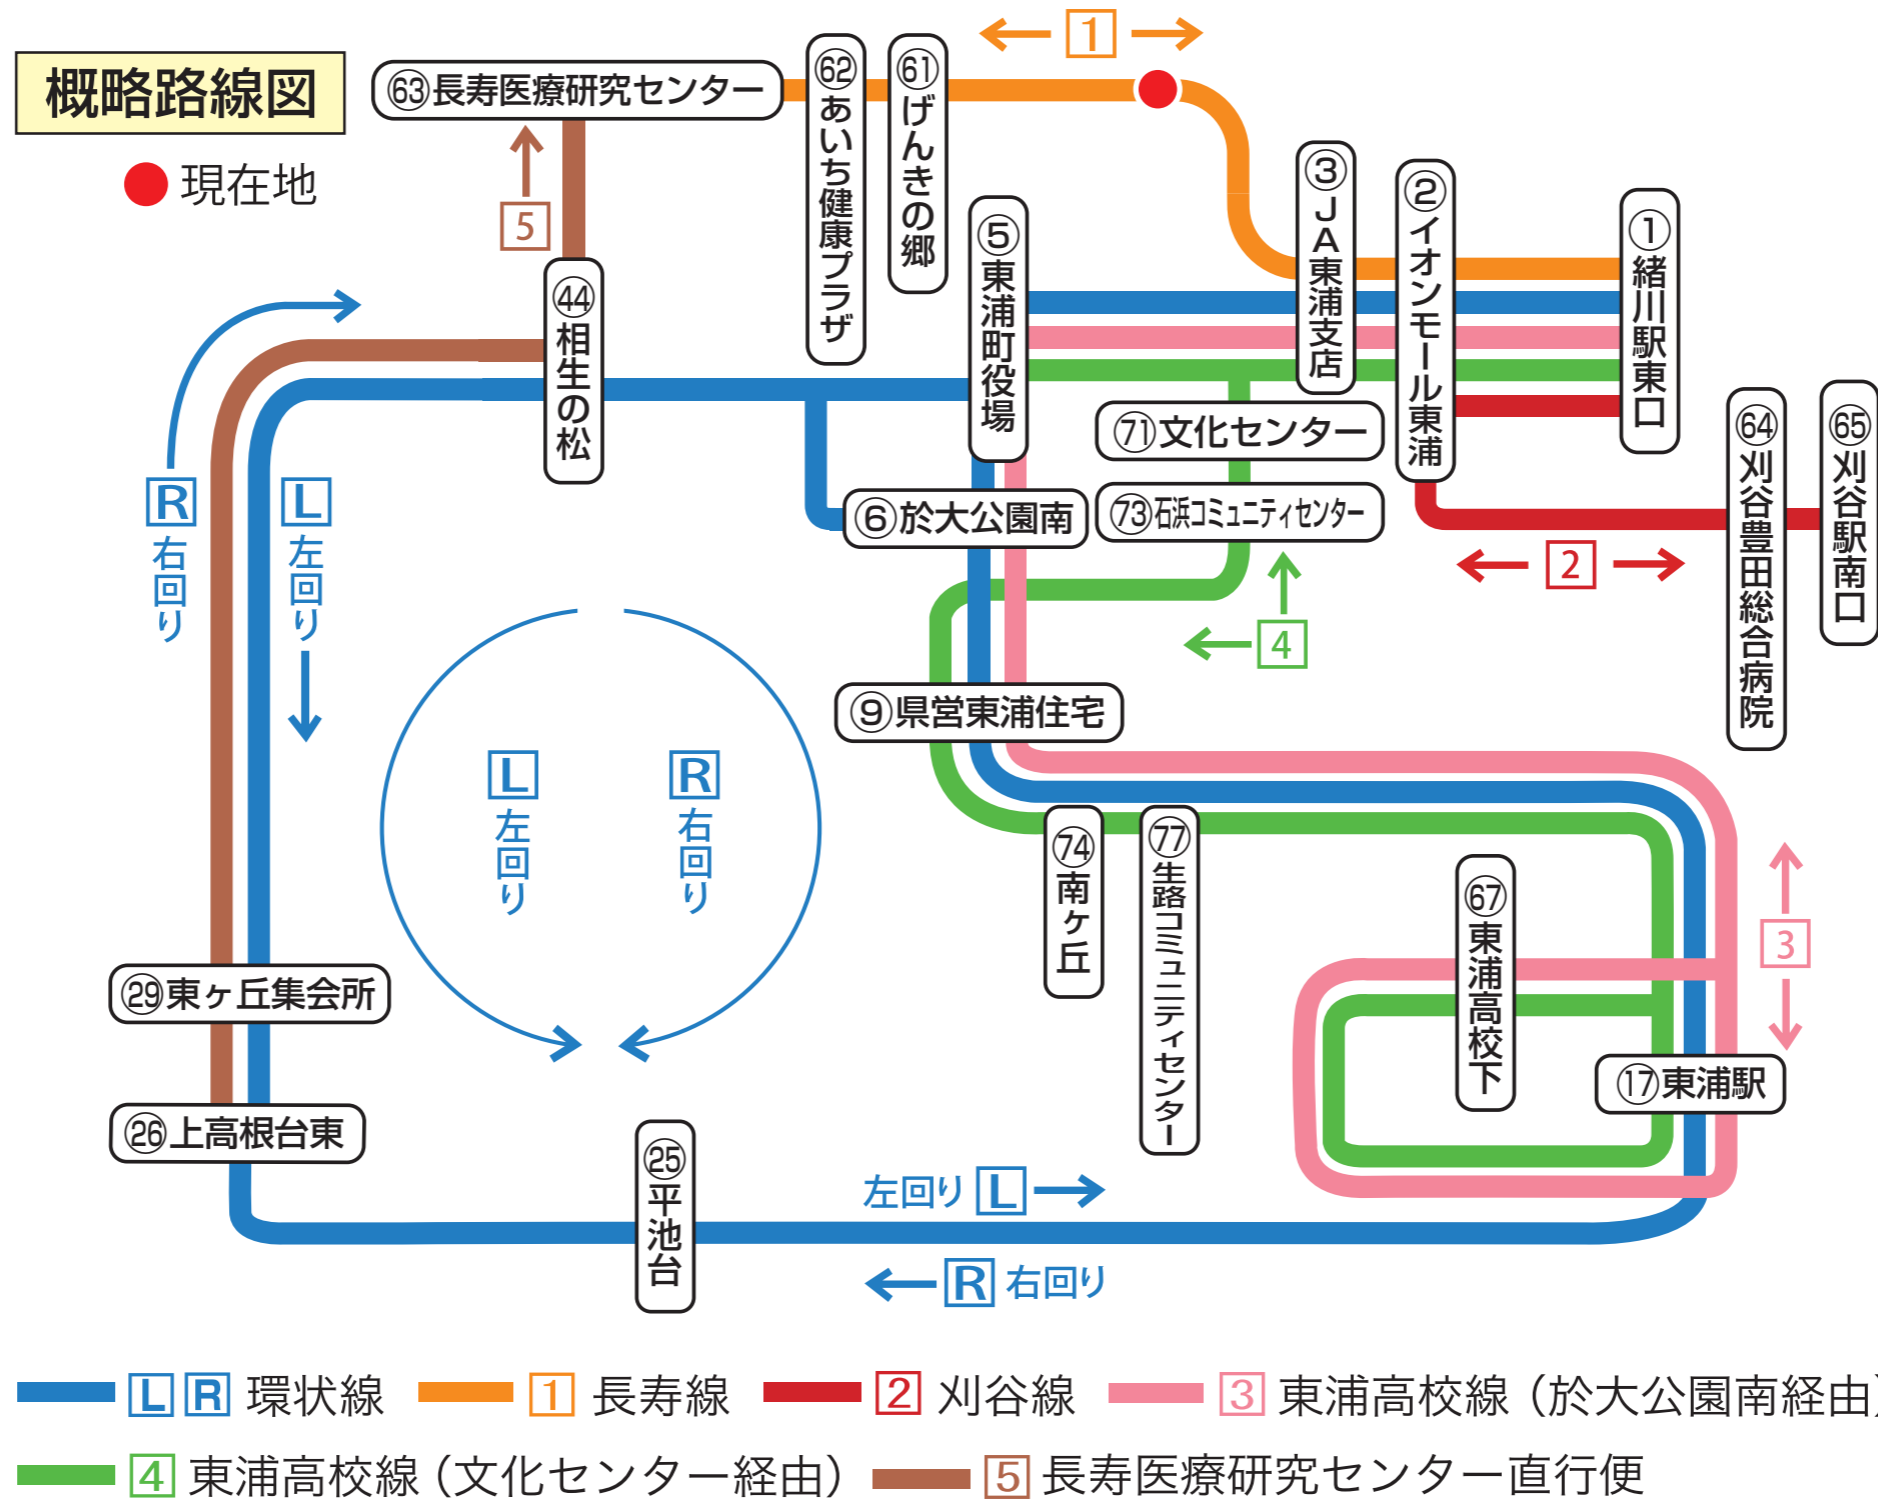 概略路線図
●現在地
1
㊿長寿医療研究センター
62あいち健康プラザ
61げんきの郷
5
③JA東浦支店
②イオンモール東浦
①緒川駅東口
⑤東浦町役場
㊹相生の松
71文化センター
73石浜コミュニティセンター
⑥於大公園南
64刈谷豊田総合病院
65刈谷駅南口
R
右回り
L
左回り
2
4
⑨県営東浦住宅
L
左回り
R
右回り
74南ヶ丘
77生路コミュニティセンター
67東浦高校下
3
㉙東ヶ丘集会所
⑰東浦駅
㉖上高根台東
㉕平池台
左回り L
R 右回り
L R 環状線 1 長寿線 2 刈谷線 3 東浦高校線（於大公園南経由）
4 東浦高校線（文化センター経由） 5 長寿医療研究センター直行便